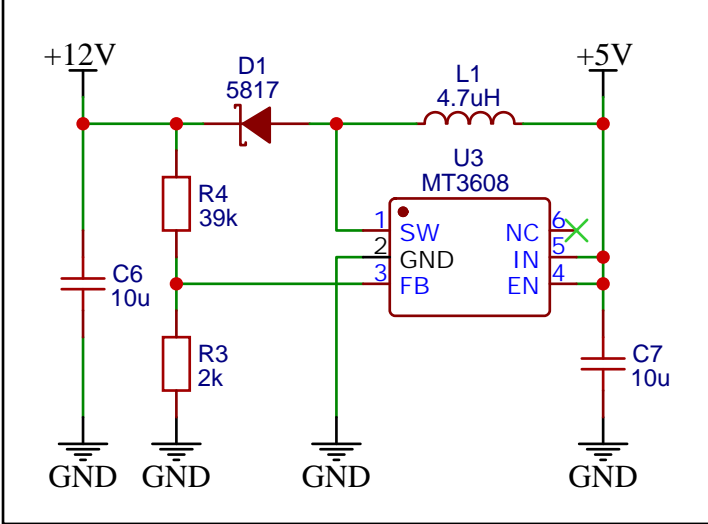 +12V
D1
5817
L1
4.7uH
+5V
U3
MT3608
R4
39k
1
SW
NC
6
2
GND
IN
5
3
FB
EN
4
C6
10u
R3
2k
C7
10u
GND
GND
GND
GND